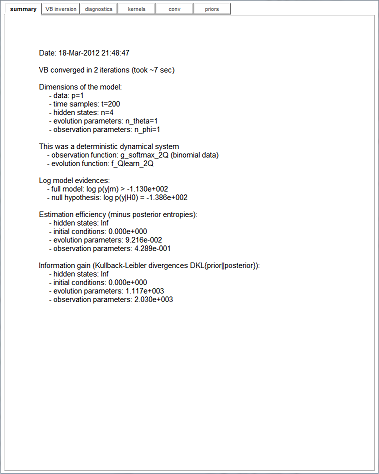 summary VB inversion diagnostics kernels conv priors
Date: 18-Mar-2012 21:48:47
VB converged in 2 iterations (took ~7 sec)
Dimensions of the model:
- data: p=1
- time samples: t=200
- hidden states: n=4
- evolution parameters: n_theta=1
- observation parameters: n_phi=1
This was a deterministic dynamical system
- observation function: g_softmax_2Q (binomial data)
- evolution function: f_Qlearn_2Q
Log model evidences:
- full model: log p(y|m) > -1.130e+002
- null hypothesis: log p(y|H0) = -1.386e+002
Estimation efficiency (minus posterior entropies):
- hidden states: Inf
- initial conditions: 0.000e+000
- evolution parameters: 9.216e-002
- observation parameters: 4.289e-001
Information gain (Kullback-Leibler divergences DKL{prior||posterior}):
- hidden states: Inf
- initial conditions: 0.000e+000
- evolution parameters: 1.117e+003
- observation parameters: 2.030e+003